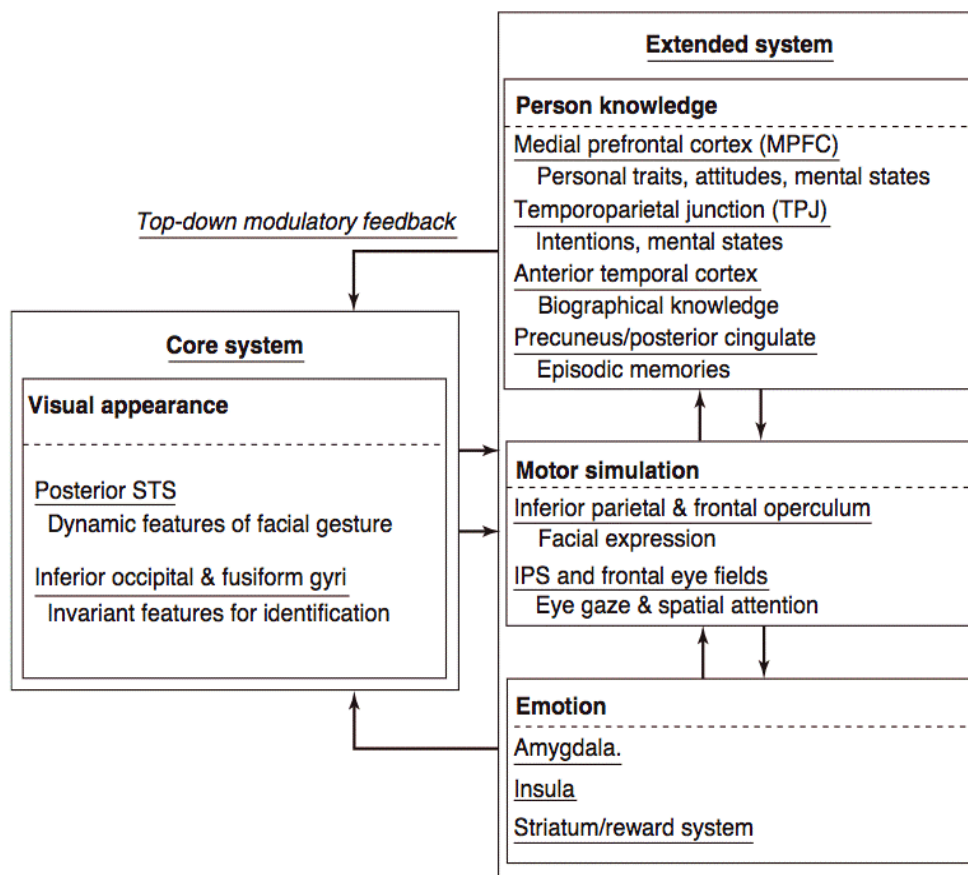 Extended system
Person knowledge
Medial prefrontal cortex (MPFC)
Personal traits, attitudes, mental states
Temporoparietal junction (TPJ)
Intentions, mental states
Anterior temporal cortex
Biographical knowledge
Precuneus/posterior cingulate
Episodic memories
Top-down modulatory feedback
Core system
Visual appearance
Posterior STS
Dynamic features of facial gesture
Inferior occipital & fusiform gyri
Invariant features for identification
Motor simulation
Inferior parietal & frontal operculum
Facial expression
IPS and frontal eye fields
Eye gaze & spatial attention
Emotion
Amygdala.
Insula
Striatum/reward system